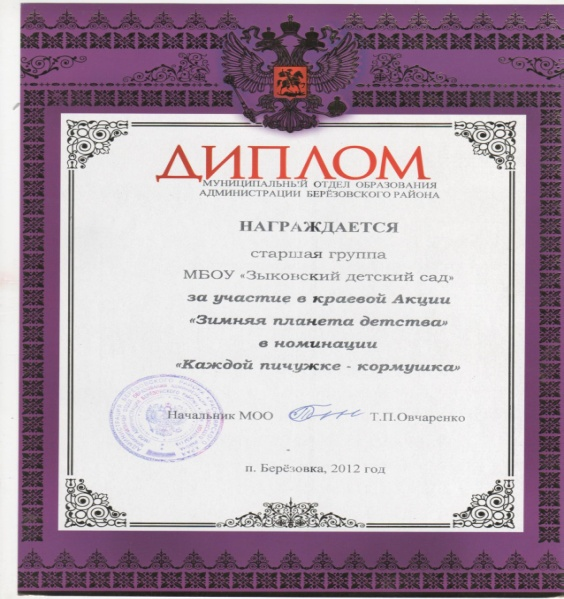 ДИПЛОМ
МУНИЦИПАЛЬНЫЙ ОТДЕЛ ОБРАЗОВАНИЯ
АДМИНИСТРАЦИИ БЕРЁЗОВСКОГО РАЙОНА
НАГРАЖДАЕТСЯ
старшая группа
МБОУ «Зыковский детский сад»
за участие в краевой Акции
«Зимняя планета детства»
в номинации
«Каждой пичужке - кормушка»
Начальник МОО Т.П.Овчаренко
п. Берёзовка, 2012 год